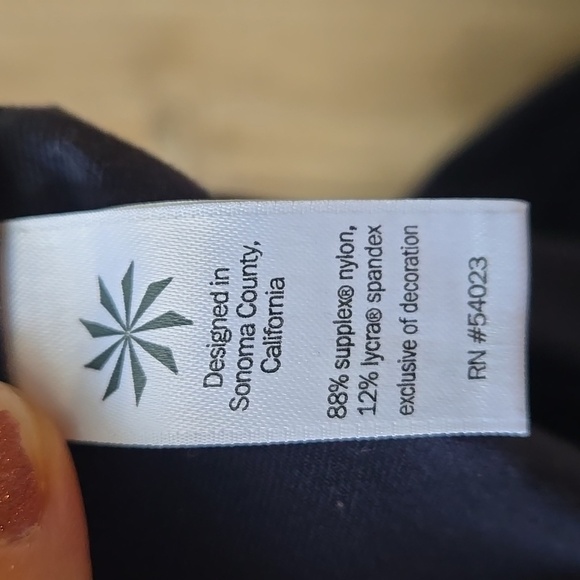 Designed in
Sonoma County,
California
88% supplex® nylon,
12% lycra® spandex
exclusive of decoration
RN #54023